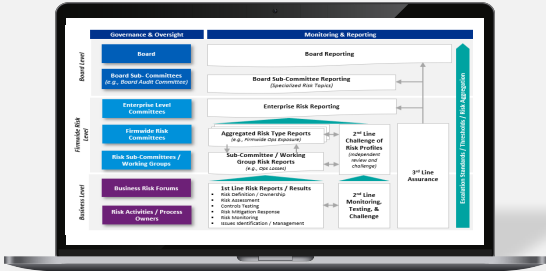 Governance & Oversight
Monitoring & Reporting
Board Level
Board
Board Reporting
Board Sub- Committees
(e.g., Board Audit Committee)
Board Sub-Committee Reporting
(Specialized Risk Topics)
Firmwide Risk
Level
Enterprise Level
Committees
Enterprise Risk Reporting
Firmwide Risk
Committees
Aggregated Risk Type Reports
(e.g., Firmwide Ops Exposure)
2nd Line
Challenge of
Risk Profiles
(independent
review and
challenge)
Risk Sub-Committees /
Working Groups
Sub-Committee / Working
Group Risk Reports
(e.g., Ops Losses)
3rd Line
Assurance
Business Level
Business Risk Forums
Risk Activities / Process
Owners
1st Line Risk Reports / Results
• Risk Definition / Ownership
• Risk Assessment
• Controls Testing
• Risk Mitigation Response
• Risk Monitoring
• Issues Identification / Management
2nd Line
Monitoring,
Testing, &
Challenge
Escalation Standards / Thresholds / Risk Aggregation